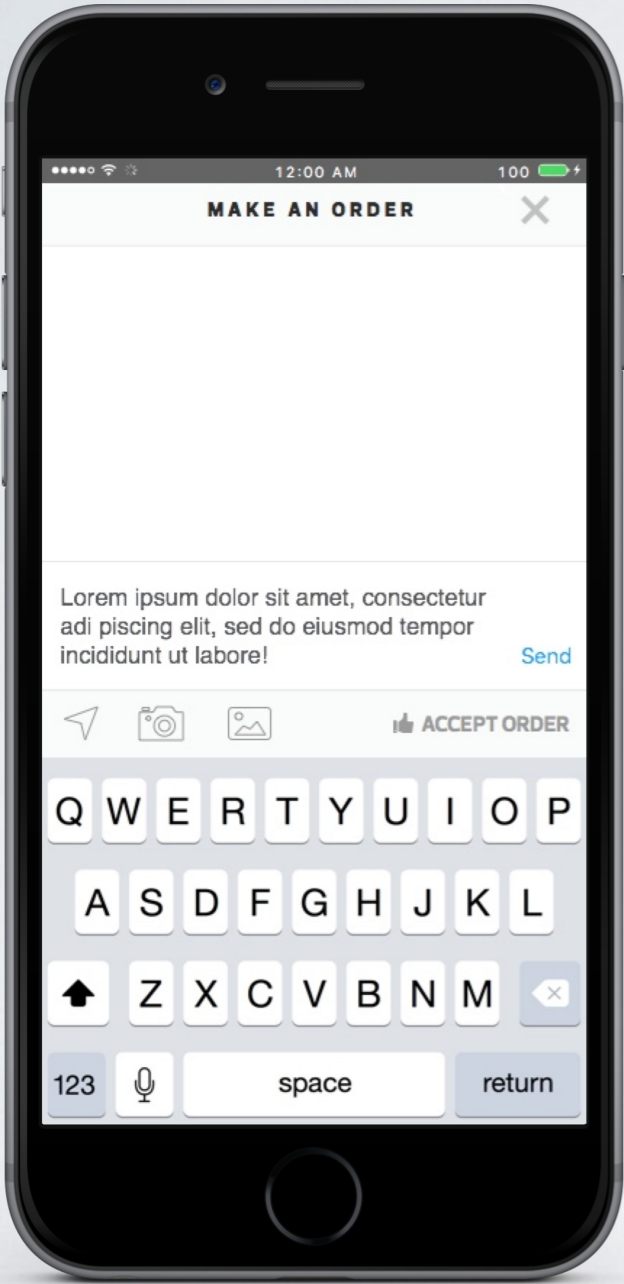 12:00 AM 100
MAKE AN ORDER
Lorem ipsum dolor sit amet, consectetur
adi piscing elit, sed do eiusmod tempor
incididunt ut labore!
Send
ACCEPT ORDER
Q W E R T Y U I O P
A S D F G H J K L
Z X C V B N M
123 space return